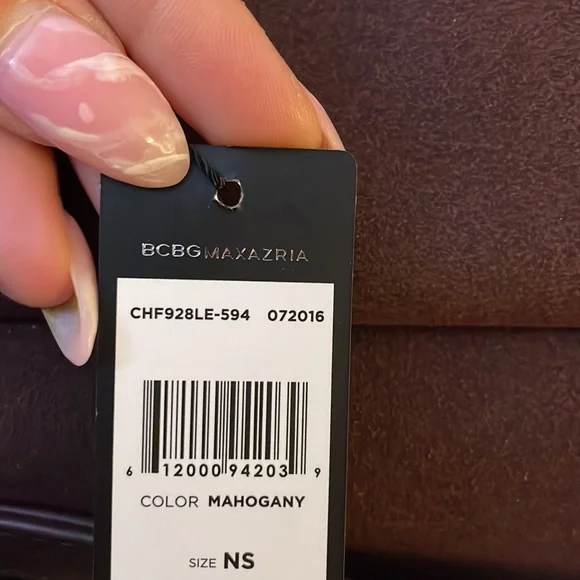 BCBGMAXAZRIA
CHF928LE-594 072016
6 12000 94203 9
COLOR MAHOGANY
SIZE NS